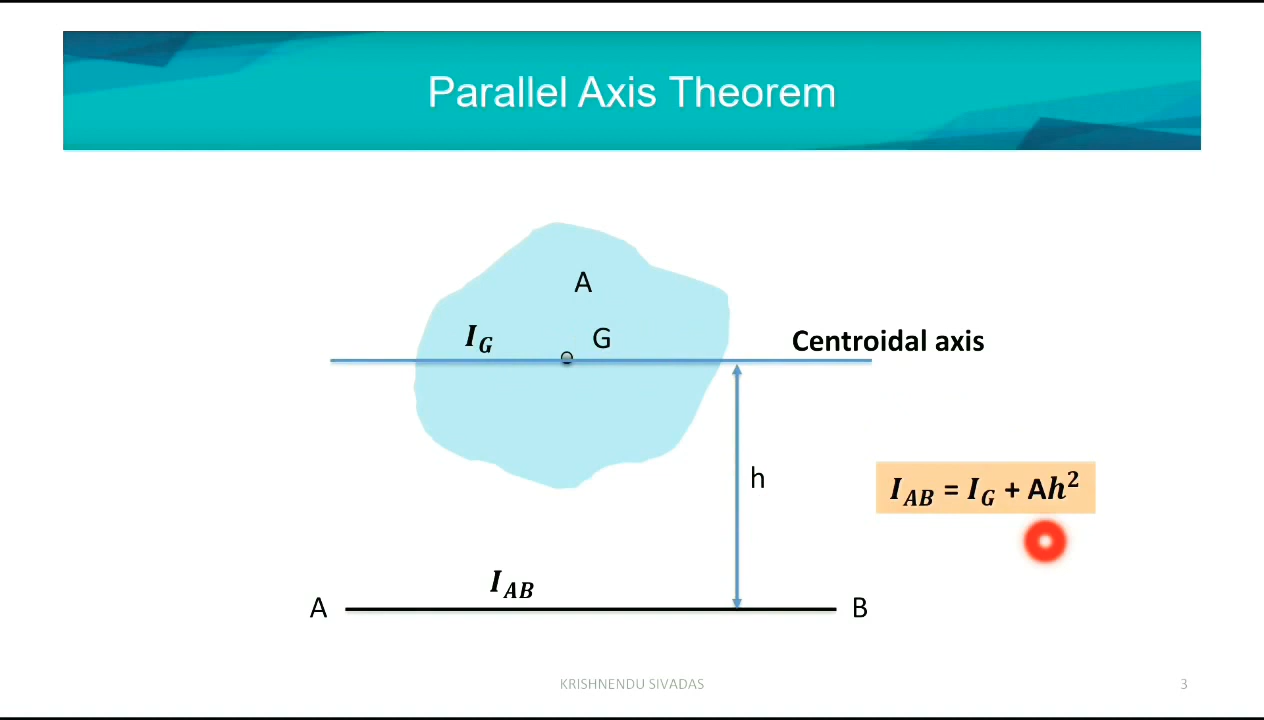 Parallel Axis Theorem
A
I_G
G
Centroidal axis
h
I_AB = I_G + Ah²
I_AB
A
B
KRISHNENDU SIVADAS
3